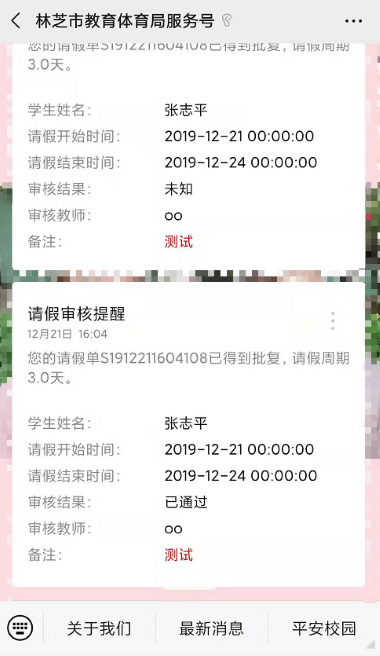 林芝市教育体育局服务号
您的请假单S1912211604108已得到批复，请假周期
3.0天。
学生姓名： 张志平
请假开始时间： 2019-12-21 00:00:00
请假结束时间： 2019-12-24 00:00:00
审核结果： 未知
审核教师： oo
备注： 测试
请假审核提醒
12月21日 16:04
您的请假单S1912211604108已得到批复，请假周期
3.0天。
学生姓名： 张志平
请假开始时间： 2019-12-21 00:00:00
请假结束时间： 2019-12-24 00:00:00
审核结果： 已通过
审核教师： oo
备注： 测试
关于我们 最新消息 平安校园